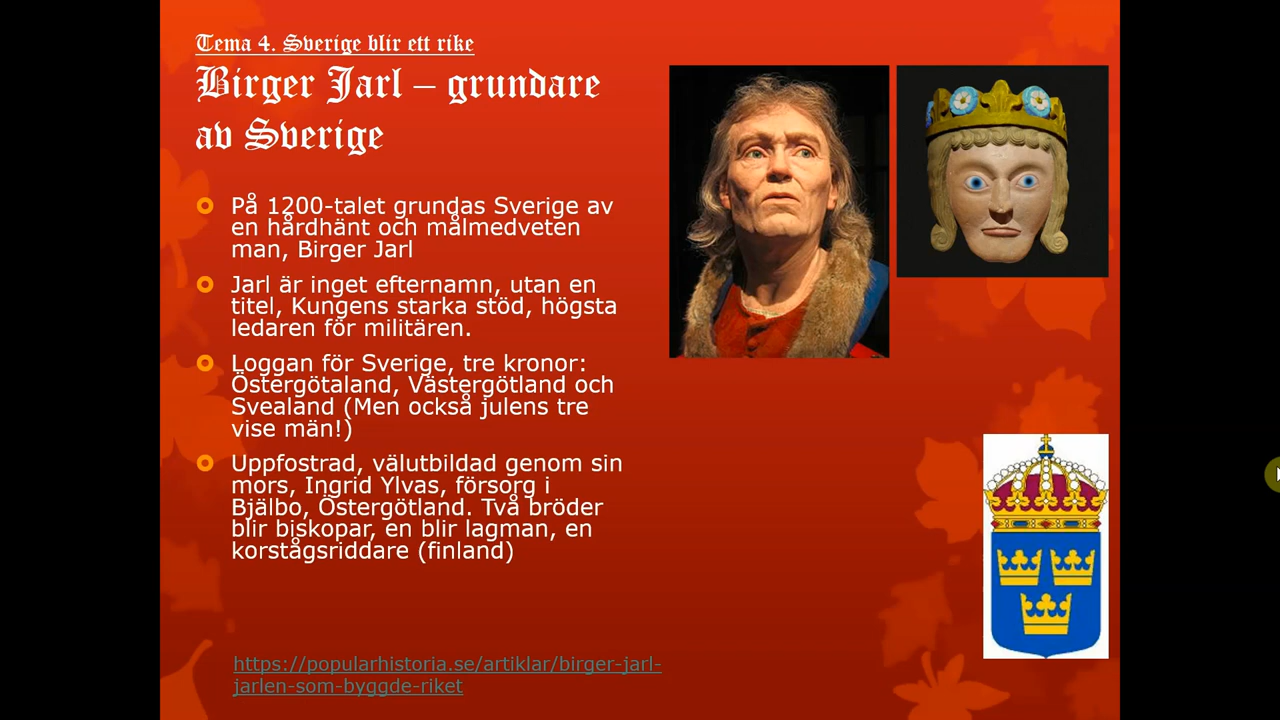 Tema 4. Sverige blir ett rike
Birger Jarl – grundare
av Sverige
På 1200-talet grundas Sverige av
en hårdhänt och målmedveten
man, Birger Jarl
Jarl är inget efternamn, utan en
titel, Kungens starka stöd, högsta
ledaren för militären.
Loggan för Sverige, tre kronor:
Östergötaland, Västergötland och
Svealand (Men också julens tre
vise män!)
Uppfostrad, välutbildad genom sin
mors, Ingrid Ylvas, försorg i
Bjälbo, Östergötland. Två bröder
blir biskopar, en blir lagman, en
korstågsriddare (finland)
https://popularhistoria.se/artiklar/birger-jarl-
jarlen-som-byggde-riket